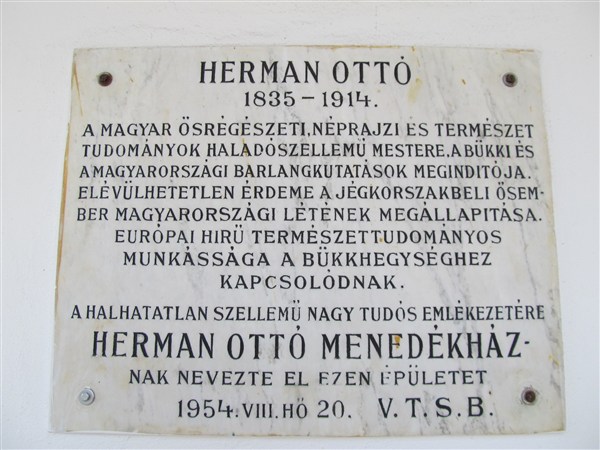 HERMAN OTTÓ
1835-1914.
A MAGYAR ŐSRÉGÉSZETI, NÉPRAJZI ÉS TERMÉSZET
TUDOMÁNYOK HALADÓSZELLEMŰ MESTERE, A BÜKKI ÉS
A MAGYARORSZÁGI BARLANGKUTATÁSOK MEGINDITÓJA.
ELÉVÜLHETETLEN ÉRDEME A JÉGKORSZAKBELI ŐSEM-
BER MAGYARORSZÁGI LÉTÉNEK MEGÁLLAPITÁSA.
EURÓPAI HIRŰ TERMÉSZETTUDOMÁNYOS
MUNKÁSSÁGA A BÜKKHEGYSÉGHEZ
KAPCSOLÓDNAK.
A HALHATATLAN SZELLEMŰ NAGY TUDÓS EMLÉKEZETÉRE
HERMAN OTTÓ MENEDÉKHÁZ-
NAK NEVEZTE EL EZEN ÉPÜLETET
1954. VIII. HÓ 20. V. T. S. B.